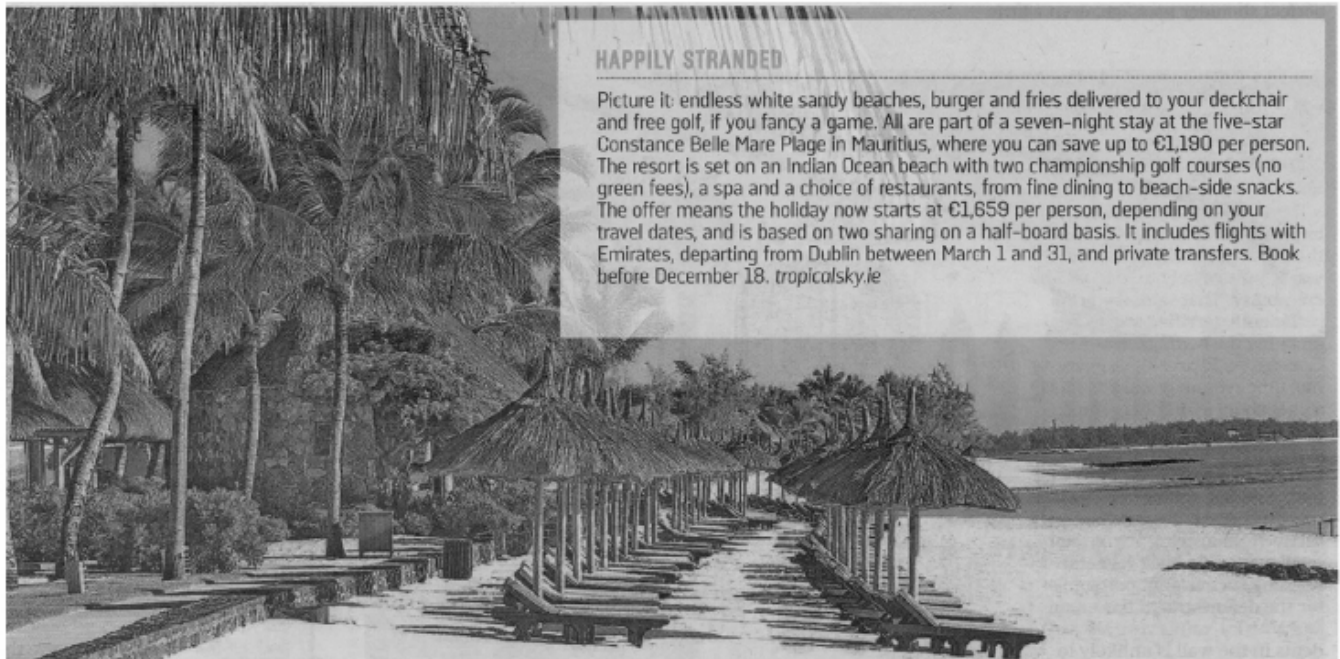 HAPPILY STRANDED
Picture it: endless white sandy beaches, burger and fries delivered to your deckchair
and free golf, if you fancy a game. All are part of a seven-night stay at the five-star
Constance Belle Mare Plage in Mauritius, where you can save up to €1,190 per person.
The resort is set on an Indian Ocean beach with two championship golf courses (no
green fees), a spa and a choice of restaurants, from fine dining to beach-side snacks.
The offer means the holiday now starts at €1,659 per person, depending on your
travel dates, and is based on two sharing on a half-board basis. It includes flights with
Emirates, departing from Dublin between March 1 and 31, and private transfers. Book
before December 18. tropicalsky.ie